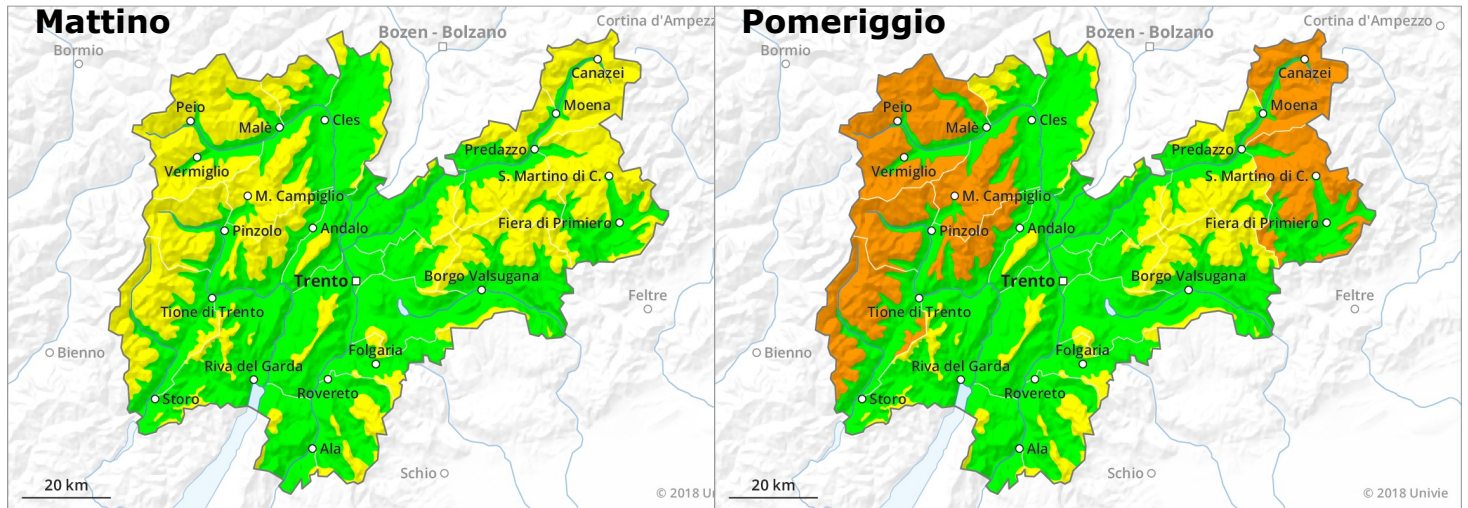 Mattino
Cortina d'Ampezz
Bozen - Bolzano
Bormio
Canazei
Peio
Moena
Malè
Cles
Predazzo
Vermiglio
S. Martino di C.
M. Campiglio
Fiera di Primiero
Pinzolo
Andalo
Borgo Valsugana
Trento
Feltre
Tione di Trento
Folgaria
Bienno
Riva del Garda
Rovereto
Storo
Ala
Schio
20 km
© 2018 Un
Pomeriggio
Cortina d'Ampezzo
Bozen - Bolzano
Bormio
Canazei
Peio
Moena
Malè
Cles
Predazzo
Vermiglio
S. Martino di C.
M. Campiglio
Fiera di Primiero
Pinzolo
Andalo
Borgo Valsugana
Trento
Feltre
Tione di Trento
Folgaria
Bienno
Riva del Garda
Rovereto
Storo
Ala
Schio
20 km
© 2018 Univie